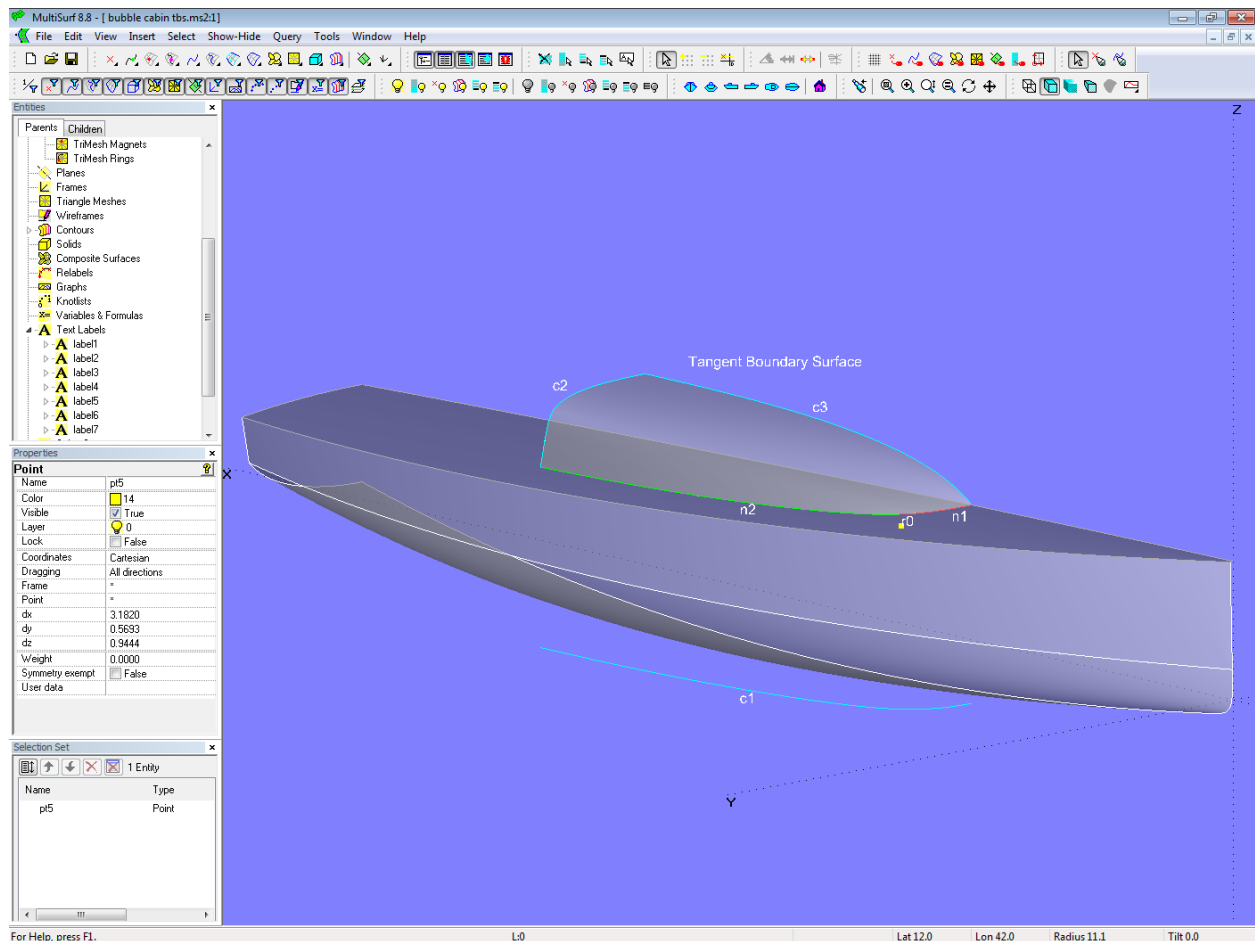 MultiSurf 8.8 - [ bubble cabin tbs.ms2:1]
File Edit View Insert Select Show-Hide Query Tools Window Help
Entities
Parents Children
TriMesh Magnets
TriMesh Rings
Planes
Frames
Triangle Meshes
Wireframes
Contours
Solids
Composite Surfaces
Relabels
Graphs
Knotlists
Variables & Formulas
Text Labels
label1
label2
label3
label4
label5
label6
label7
Properties
Point
Name pt5
Color 14
Visible True
Layer 0
Lock False
Coordinates Cartesian
Dragging All directions
Frame *
Point *
dx 3.1820
dy 0.5693
dz 0.9444
Weight 0.0000
Symmetry exempt False
User data
Selection Set
1 Entity
Name Type
pt5 Point
Z
Tangent Boundary Surface
c2
c3
X
n2
r0
n1
c1
Y
For Help, press F1. L:0 Lat 12.0 Lon 42.0 Radius 11.1 Tilt 0.0